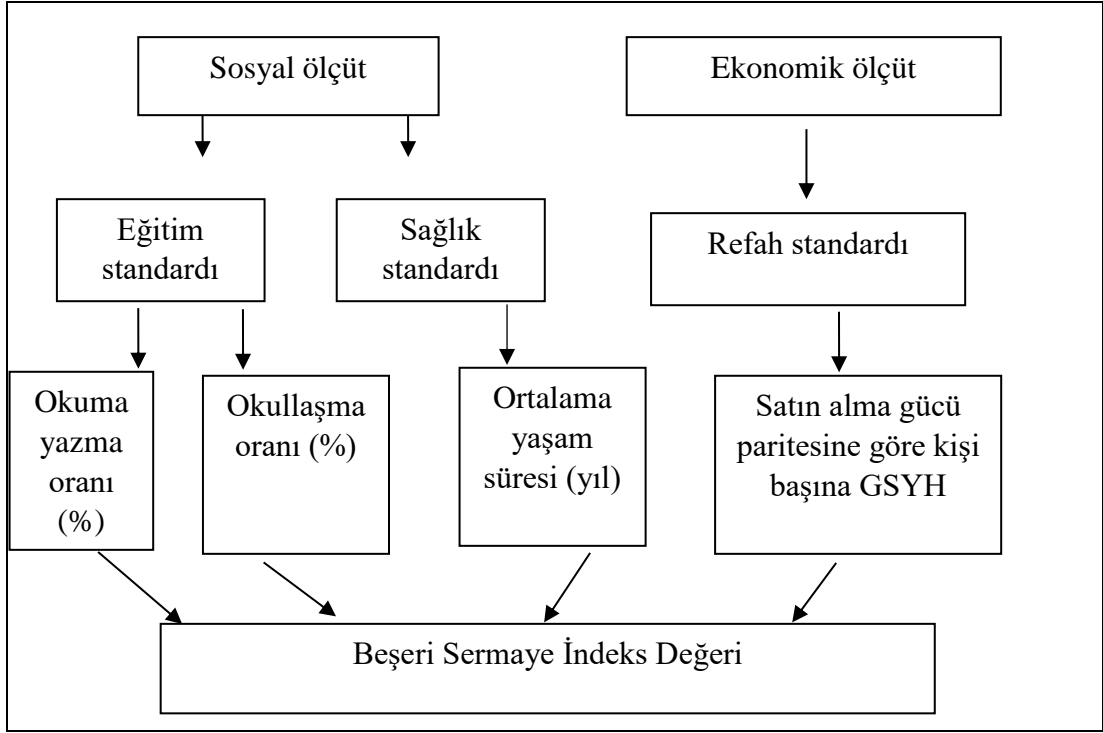 Sosyal ölçüt
Ekonomik ölçüt
Eğitim
standardı
Sağlık
standardı
Refah standardı
Okuma
yazma
oranı
(%)
Okullaşma
oranı (%)
Ortalama
yaşam
süresi (yıl)
Satın alma gücü
paritesine göre kişi
başına GSYH
Beşeri Sermaye İndeks Değeri